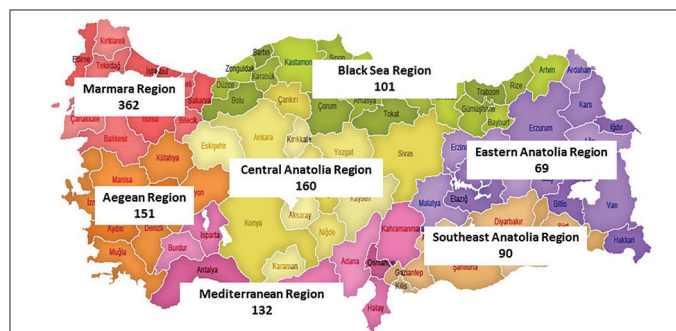 Kırklareli
Edirne
Tekirdağ
İstanbul
Marmara Region
362
Sakarya
Çanakkale
Bursa
Bilecik
Balıkesir
Bartın
Zonguldak
Karabük
Kastamonu
Sinop
Düzce
Bolu
Çankırı
Black Sea Region
101
Çorum
Amasya
Tokat
Trabzon
Rize
Artvin
Gümüşhane
Bayburt
Ardahan
Kars
Iğdır
Erzurum
Eastern Anatolia Region
69
Malatya
Elazığ
Bitlis
Van
Hakkari
Eskişehir
Ankara
Kırıkkale
Yozgat
Sivas
Central Anatolia Region
160
Kayseri
Aksaray
Konya
Niğde
Karaman
Kütahya
Manisa
Aegean Region
151
Aydın
Denizli
Muğla
Isparta
Burdur
Antalya
Mediterranean Region
132
Adana
Kahramanmaraş
Osmaniye
Hatay
Diyarbakır
Southeast Anatolia Region
90
Gaziantep
Kilis
Şanlıurfa